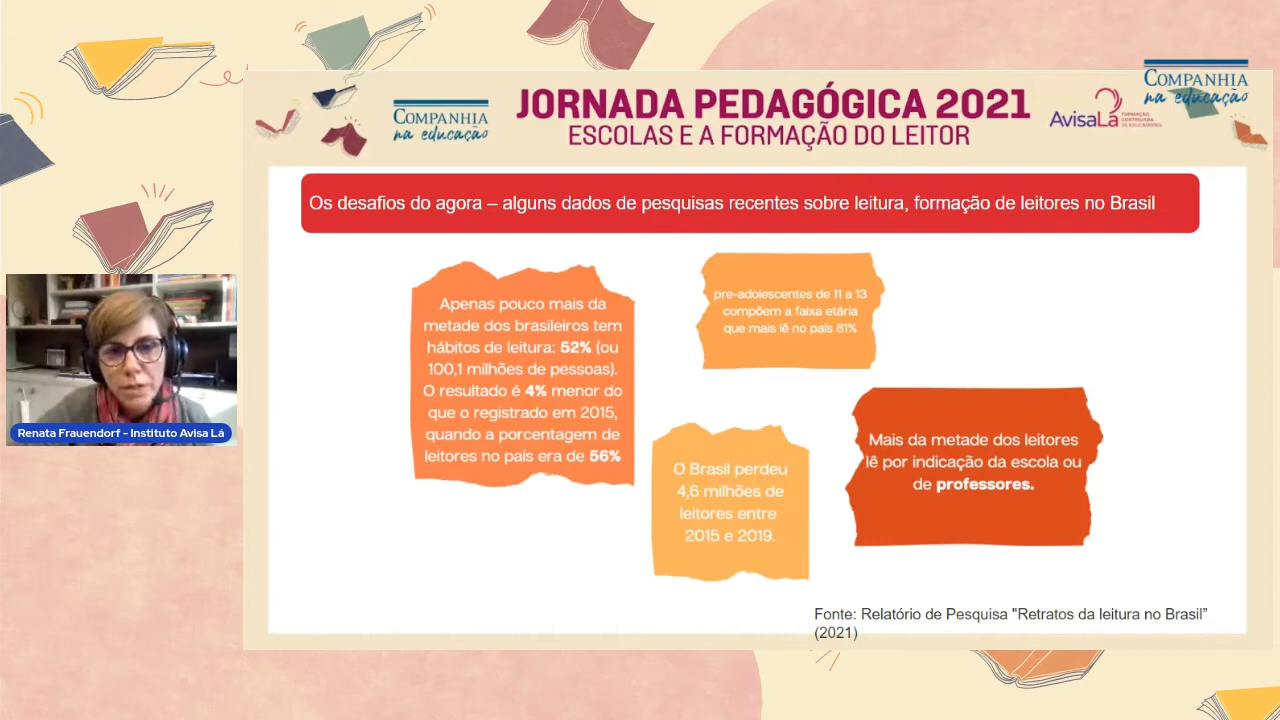 COMPANHIA
na educação
JORNADA PEDAGÓGICA 2021
ESCOLAS E A FORMAÇÃO DO LEITOR
AvisaLá
FORMAÇÃO
CONTINUADA
DE EDUCADORES
COMPANHIA
na educação
Os desafios do agora – alguns dados de pesquisas recentes sobre leitura, formação de leitores no Brasil
Apenas pouco mais da
metade dos brasileiros tem
hábitos de leitura: 52% (ou
100,1 milhões de pessoas).
O resultado é 4% menor do
que o registrado em 2015,
quando a porcentagem de
leitores no país era de 56%
pre-adolescentes de 11 a 13
compõem a faixa etária
que mais lê no país 81%
O Brasil perdeu
4,6 milhões de
leitores entre
2015 e 2019.
Mais da metade dos leitores
lê por indicação da escola ou
de professores.
Renata Frauendorf - Instituto Avisa Lá
Fonte: Relatório de Pesquisa "Retratos da leitura no Brasil"
(2021)